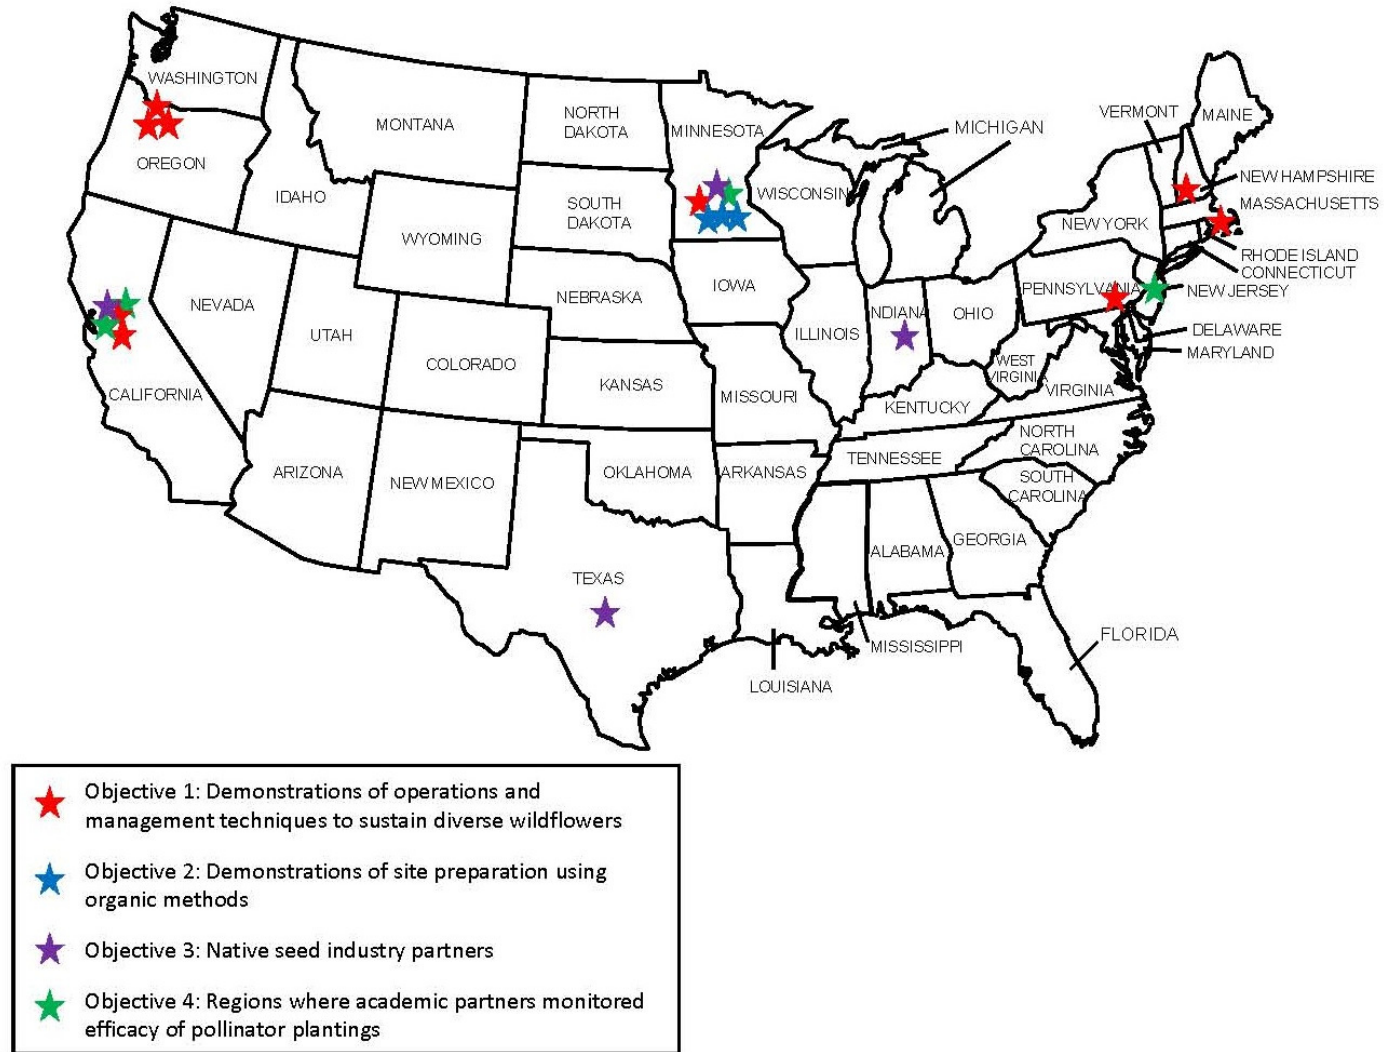 WASHINGTON
MONTANA
NORTH
DAKOTA
MINNESOTA
MICHIGAN
VERMONT
MAINE
OREGON
IDAHO
WYOMING
SOUTH
DAKOTA
WISCONSIN
NEW YORK
NEW HAMPSHIRE
MASSACHUSETTS
RHODE ISLAND
CONNECTICUT
NEW JERSEY
PENNSYLVANIA
DELAWARE
MARYLAND
NEVADA
UTAH
COLORADO
NEBRASKA
IOWA
ILLINOIS
NDIANA
OHIO
WEST
VIRGINIA
VIRGINIA
CALIFORNIA
KANSAS
MISSOURI
KENTUCKY
NORTH
CAROLINA
TENNESSEE
SOUTH
CAROLINA
ARIZONA
NEW MEXICO
OKLAHOMA
ARKANSAS
ALABAMA
GEORGIA
TEXAS
MISSISSIPPI
LOUISIANA
FLORIDA
Objective 1: Demonstrations of operations and
management techniques to sustain diverse wildflowers
Objective 2: Demonstrations of site preparation using
organic methods
Objective 3: Native seed industry partners
Objective 4: Regions where academic partners monitored
efficacy of pollinator plantings